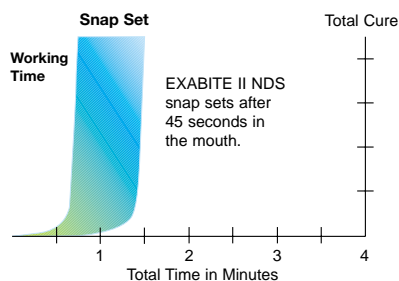 Snap Set
Total Cure
Working
Time
EXABITE II NDS
snap sets after
45 seconds in
the mouth.
1 2 3 4
Total Time in Minutes